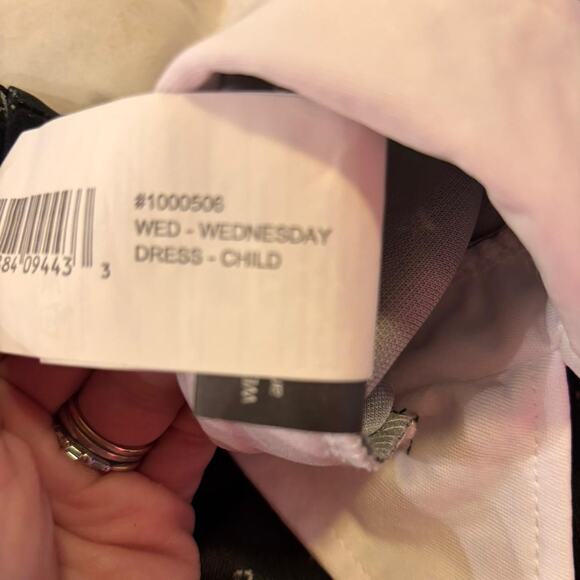 #1000506
WED - WEDNESDAY
DRESS - CHILD
84 09443 3